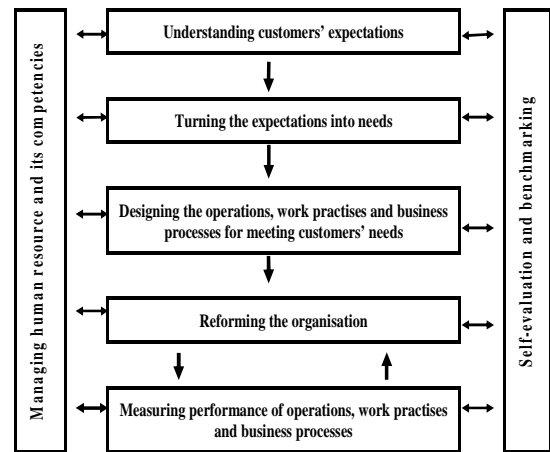 Managing human resource and its competencies
Understanding customers' expectations
Turning the expectations into needs
Designing the operations, work practises and business
processes for meeting customers' needs
Reforming the organisation
Measuring performance of operations, work practises
and business processes
Self-evaluation and benchmarking